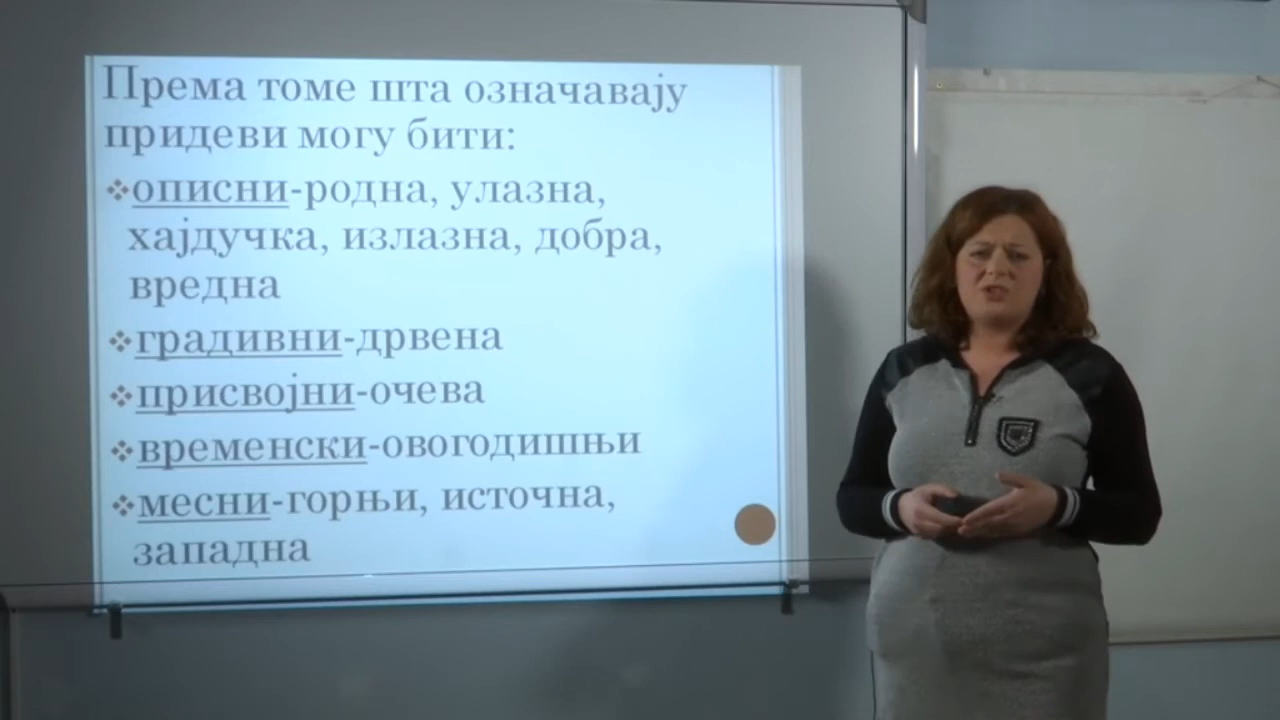 Према томе шта означавају
придеви могу бити:
описни-родна, улазна,
хајдучка, излазна, добра,
вредна
градивни-дрвена
присвојни-очева
временски-овогодишњи
месни-горњи, источна,
западна